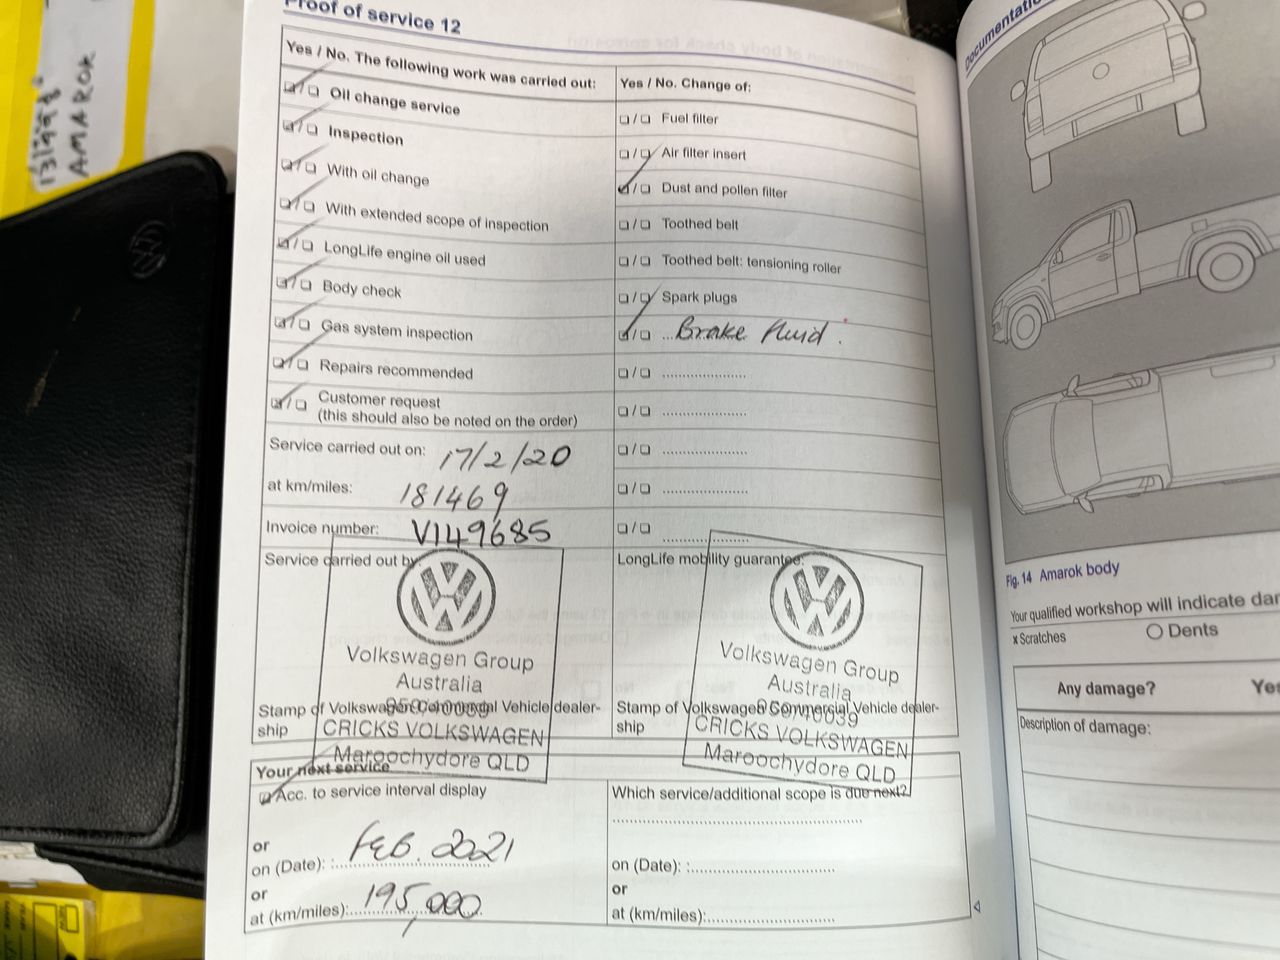 131998"
AMAROK
Proof of service 12
Yes / No. The following work was carried out:
☑/☐ Oil change service
☑/☐ Inspection
☑/☐ With oil change
☑/☐ With extended scope of inspection
☑/☐ LongLife engine oil used
☑/☐ Body check
☑/☐ Gas system inspection
☑/☐ Repairs recommended
☑/☐ Customer request
(this should also be noted on the order)
Service carried out on: 17/2/20
at km/miles: 181469
Invoice number: V149685
Service carried out by:
Volkswagen Group
Australia
CRICKS VOLKSWAGEN
Maroochydore QLD
Stamp of Volkswagen Commercial Vehicle dealer-
ship
Yes / No. Change of:
☐/☐ Fuel filter
☐/☐ Air filter insert
☑/☐ Dust and pollen filter
☐/☐ Toothed belt
☐/☐ Toothed belt: tensioning roller
☐/☐ Spark plugs
☑/☐ ...Brake fluid.
☐/☐ .....................
☐/☐ .....................
☐/☐ .....................
☐/☐ .....................
☐/☐ .....................
LongLife mobility guarantee:
Volkswagen Group
Australia
CRICKS VOLKSWAGEN
Maroochydore QLD
Stamp of Volkswagen Commercial Vehicle dealer-
ship
Your next service
☑ Acc. to service interval display
or
on (Date): Feb. 2021
or
at (km/miles): 195,000
Which service/additional scope is due next?
on (Date):
or
at (km/miles):
Fig. 14 Amarok body
Your qualified workshop will indicate
x Scratches
○ Dents
Any damage?
Description of damage: